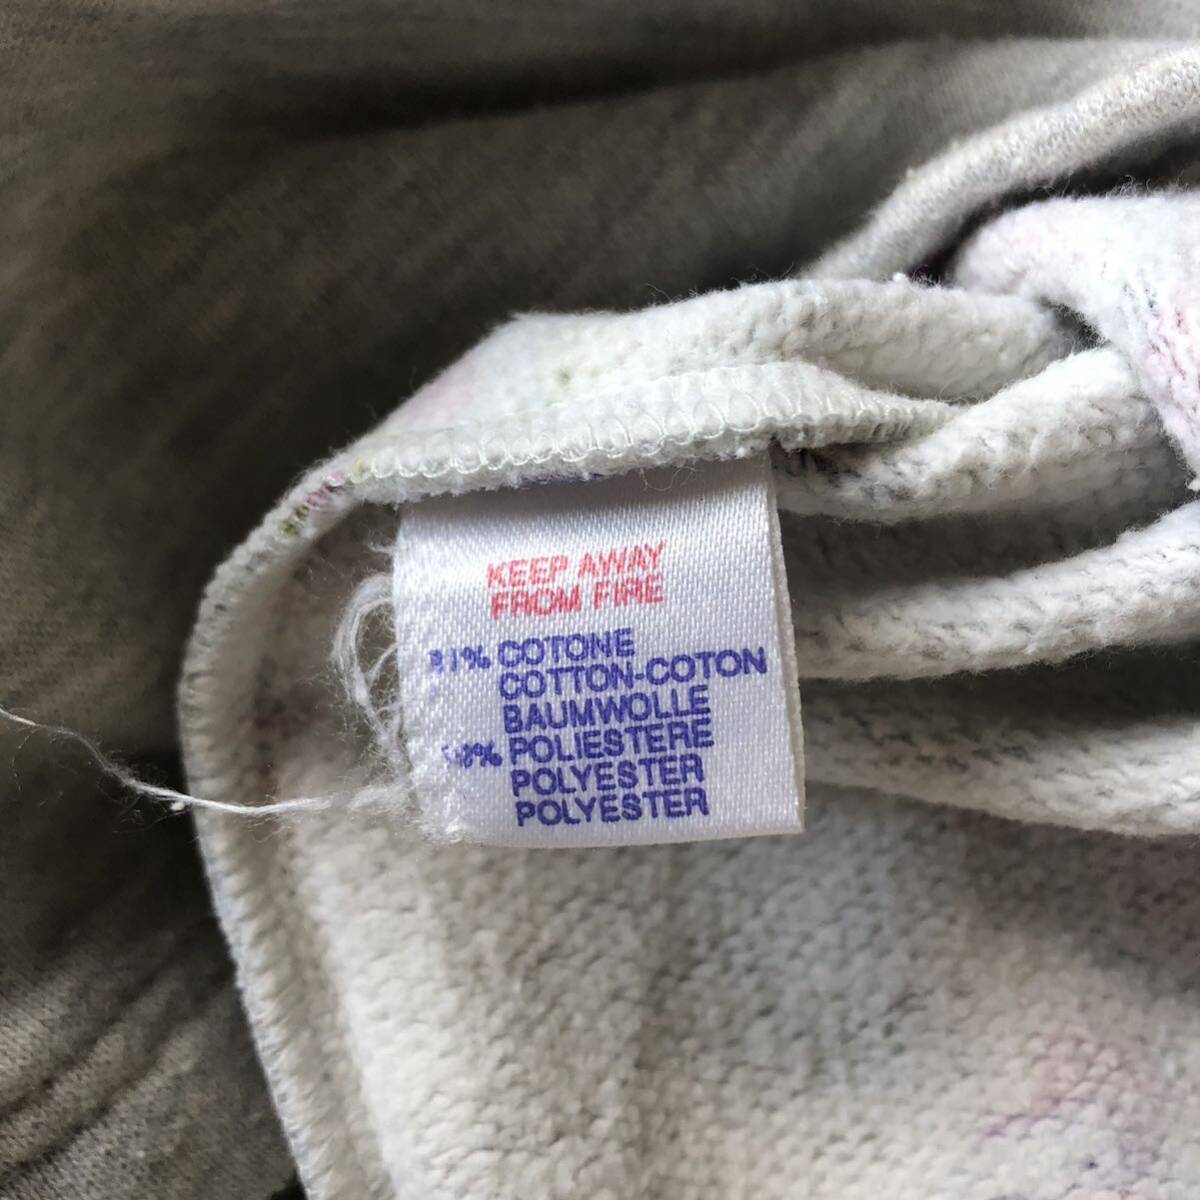 KEEP AWAY
FROM FIRE
COTONE
COTTON-COTON
BAUMWOLLE
POLIESTERE
POLYESTER
POLYESTER